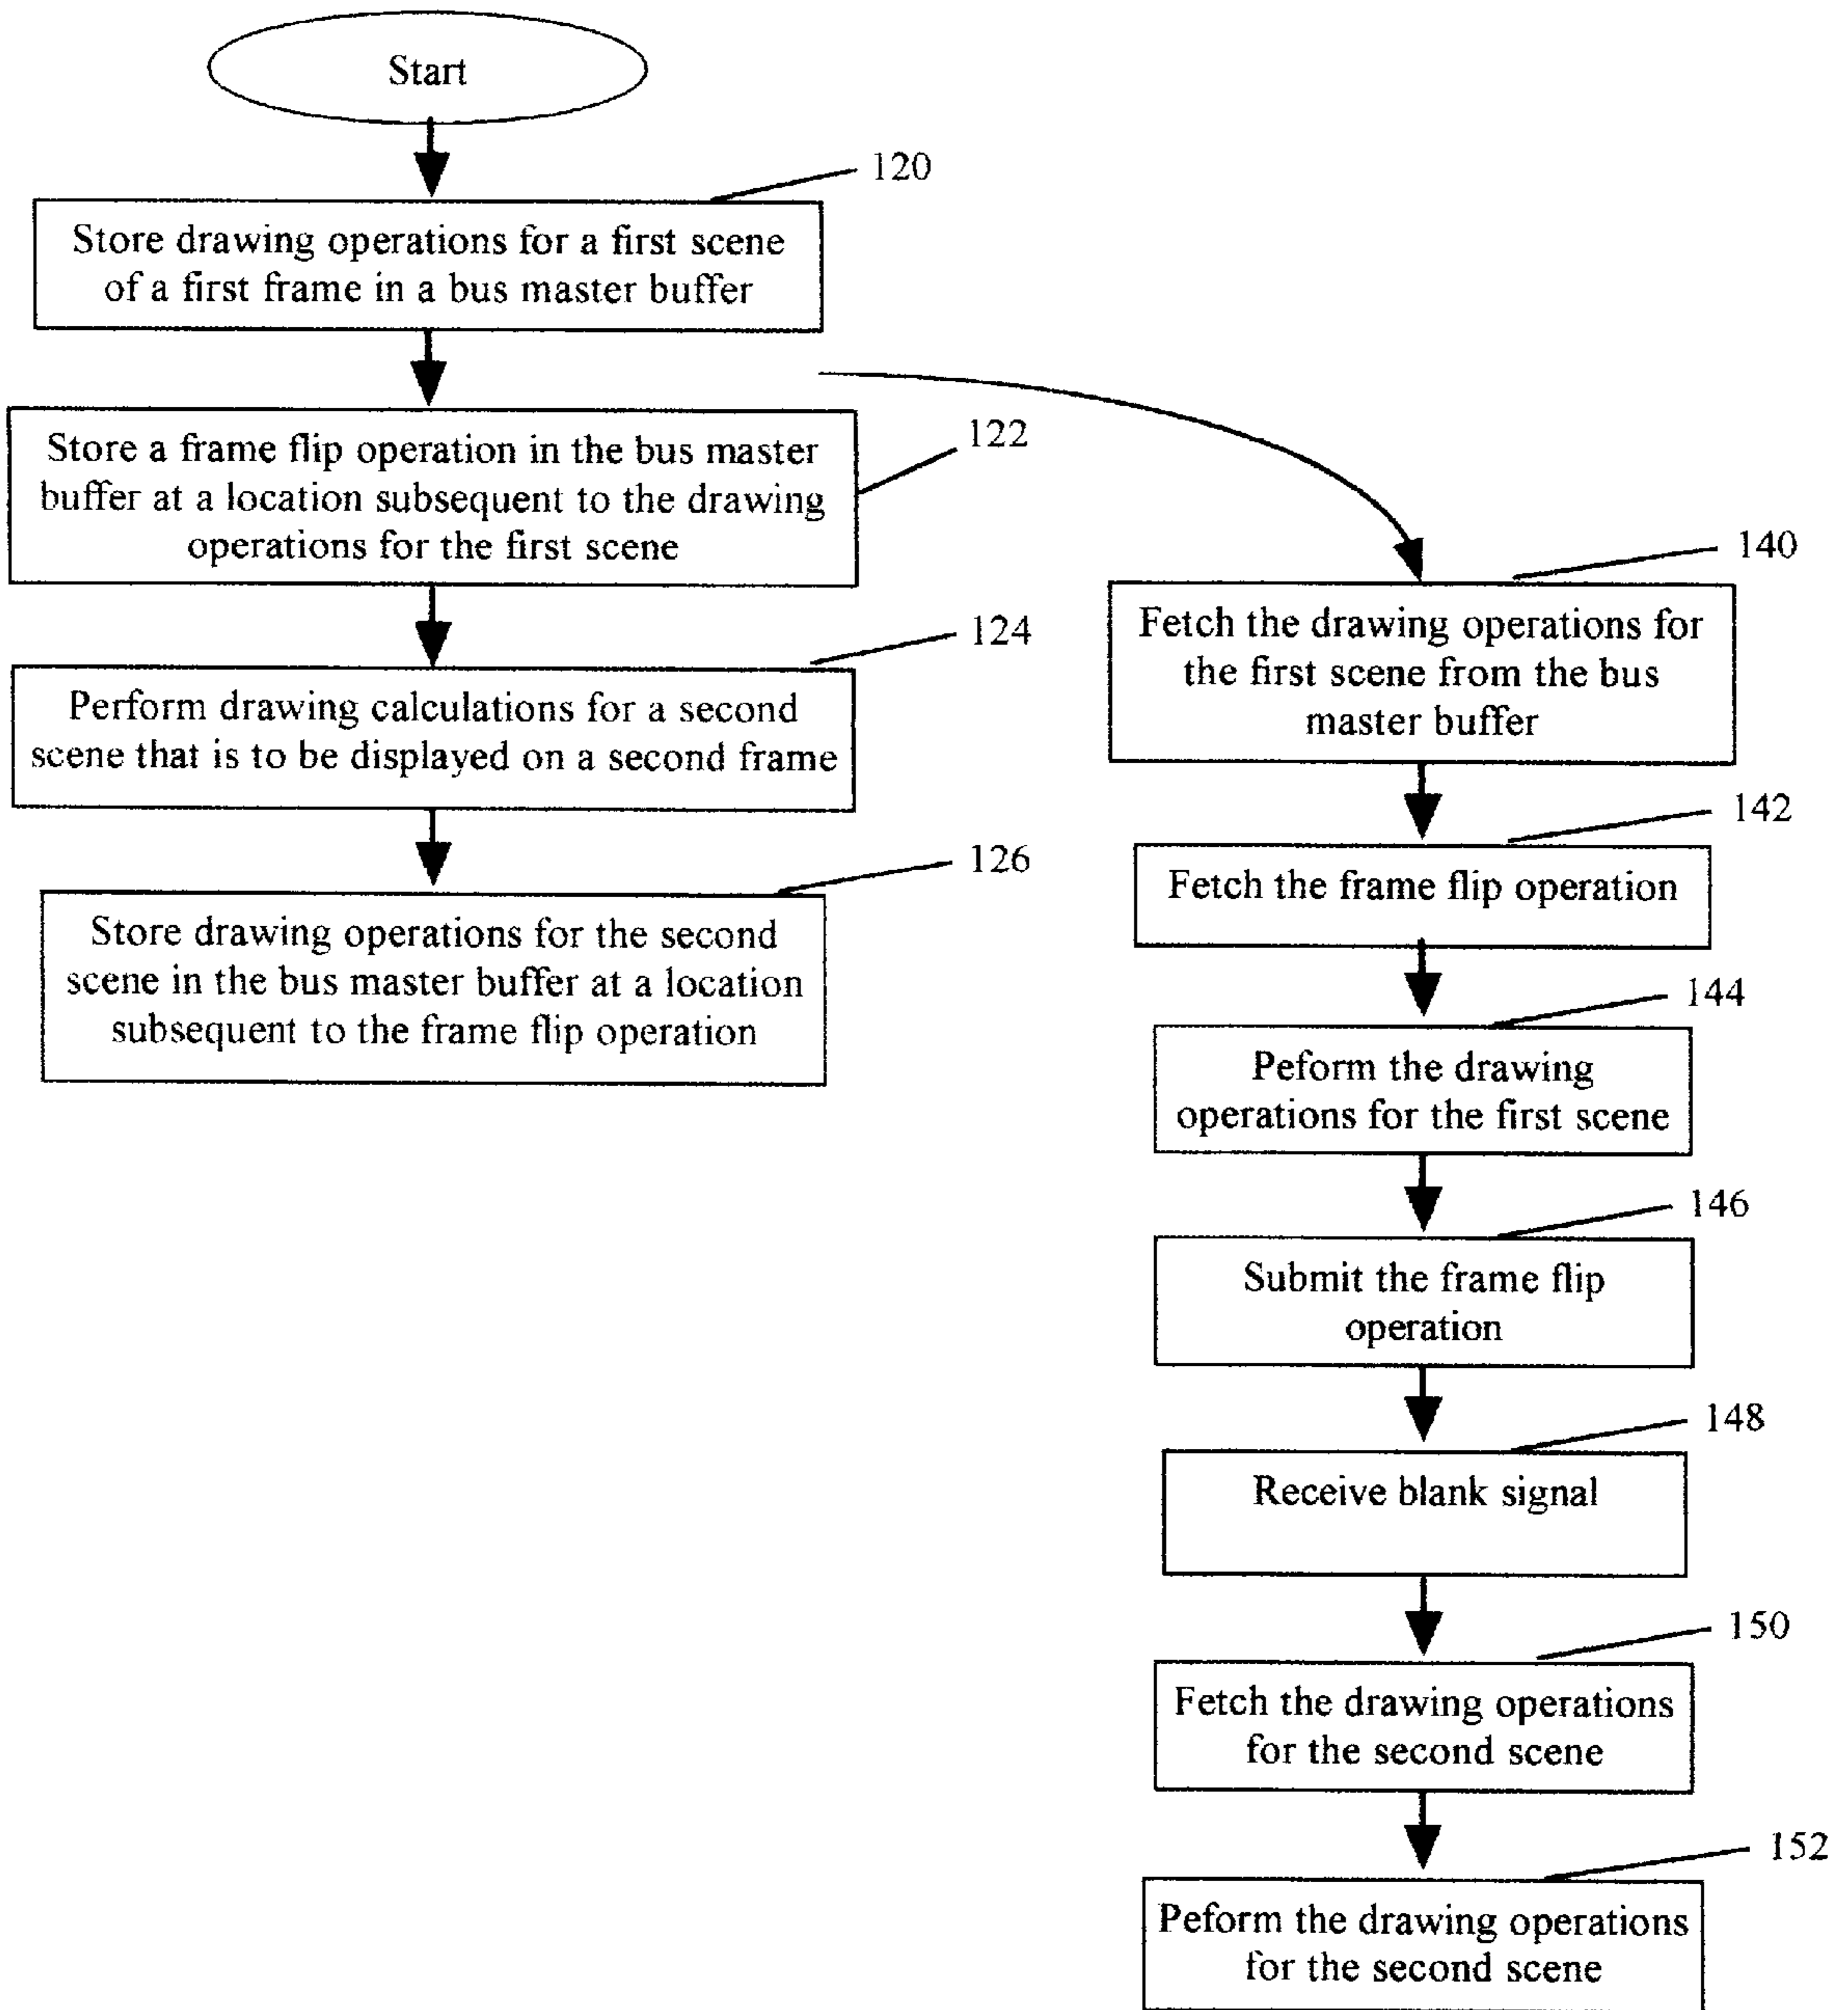 Start
120
Store drawing operations for a first scene
of a first frame in a bus master buffer
122
Store a frame flip operation in the bus master
buffer at a location subsequent to the drawing
operations for the first scene
124
Perform drawing calculations for a second
scene that is to be displayed on a second frame
126
Store drawing operations for the second
scene in the bus master buffer at a location
subsequent to the frame flip operation
140
Fetch the drawing operations for
the first scene from the bus
master buffer
142
Fetch the frame flip operation
144
Peform the drawing
operations for the first scene
146
Submit the frame flip
operation
148
Receive blank signal
150
Fetch the drawing operations
for the second scene
152
Peform the drawing operations
for the second scene